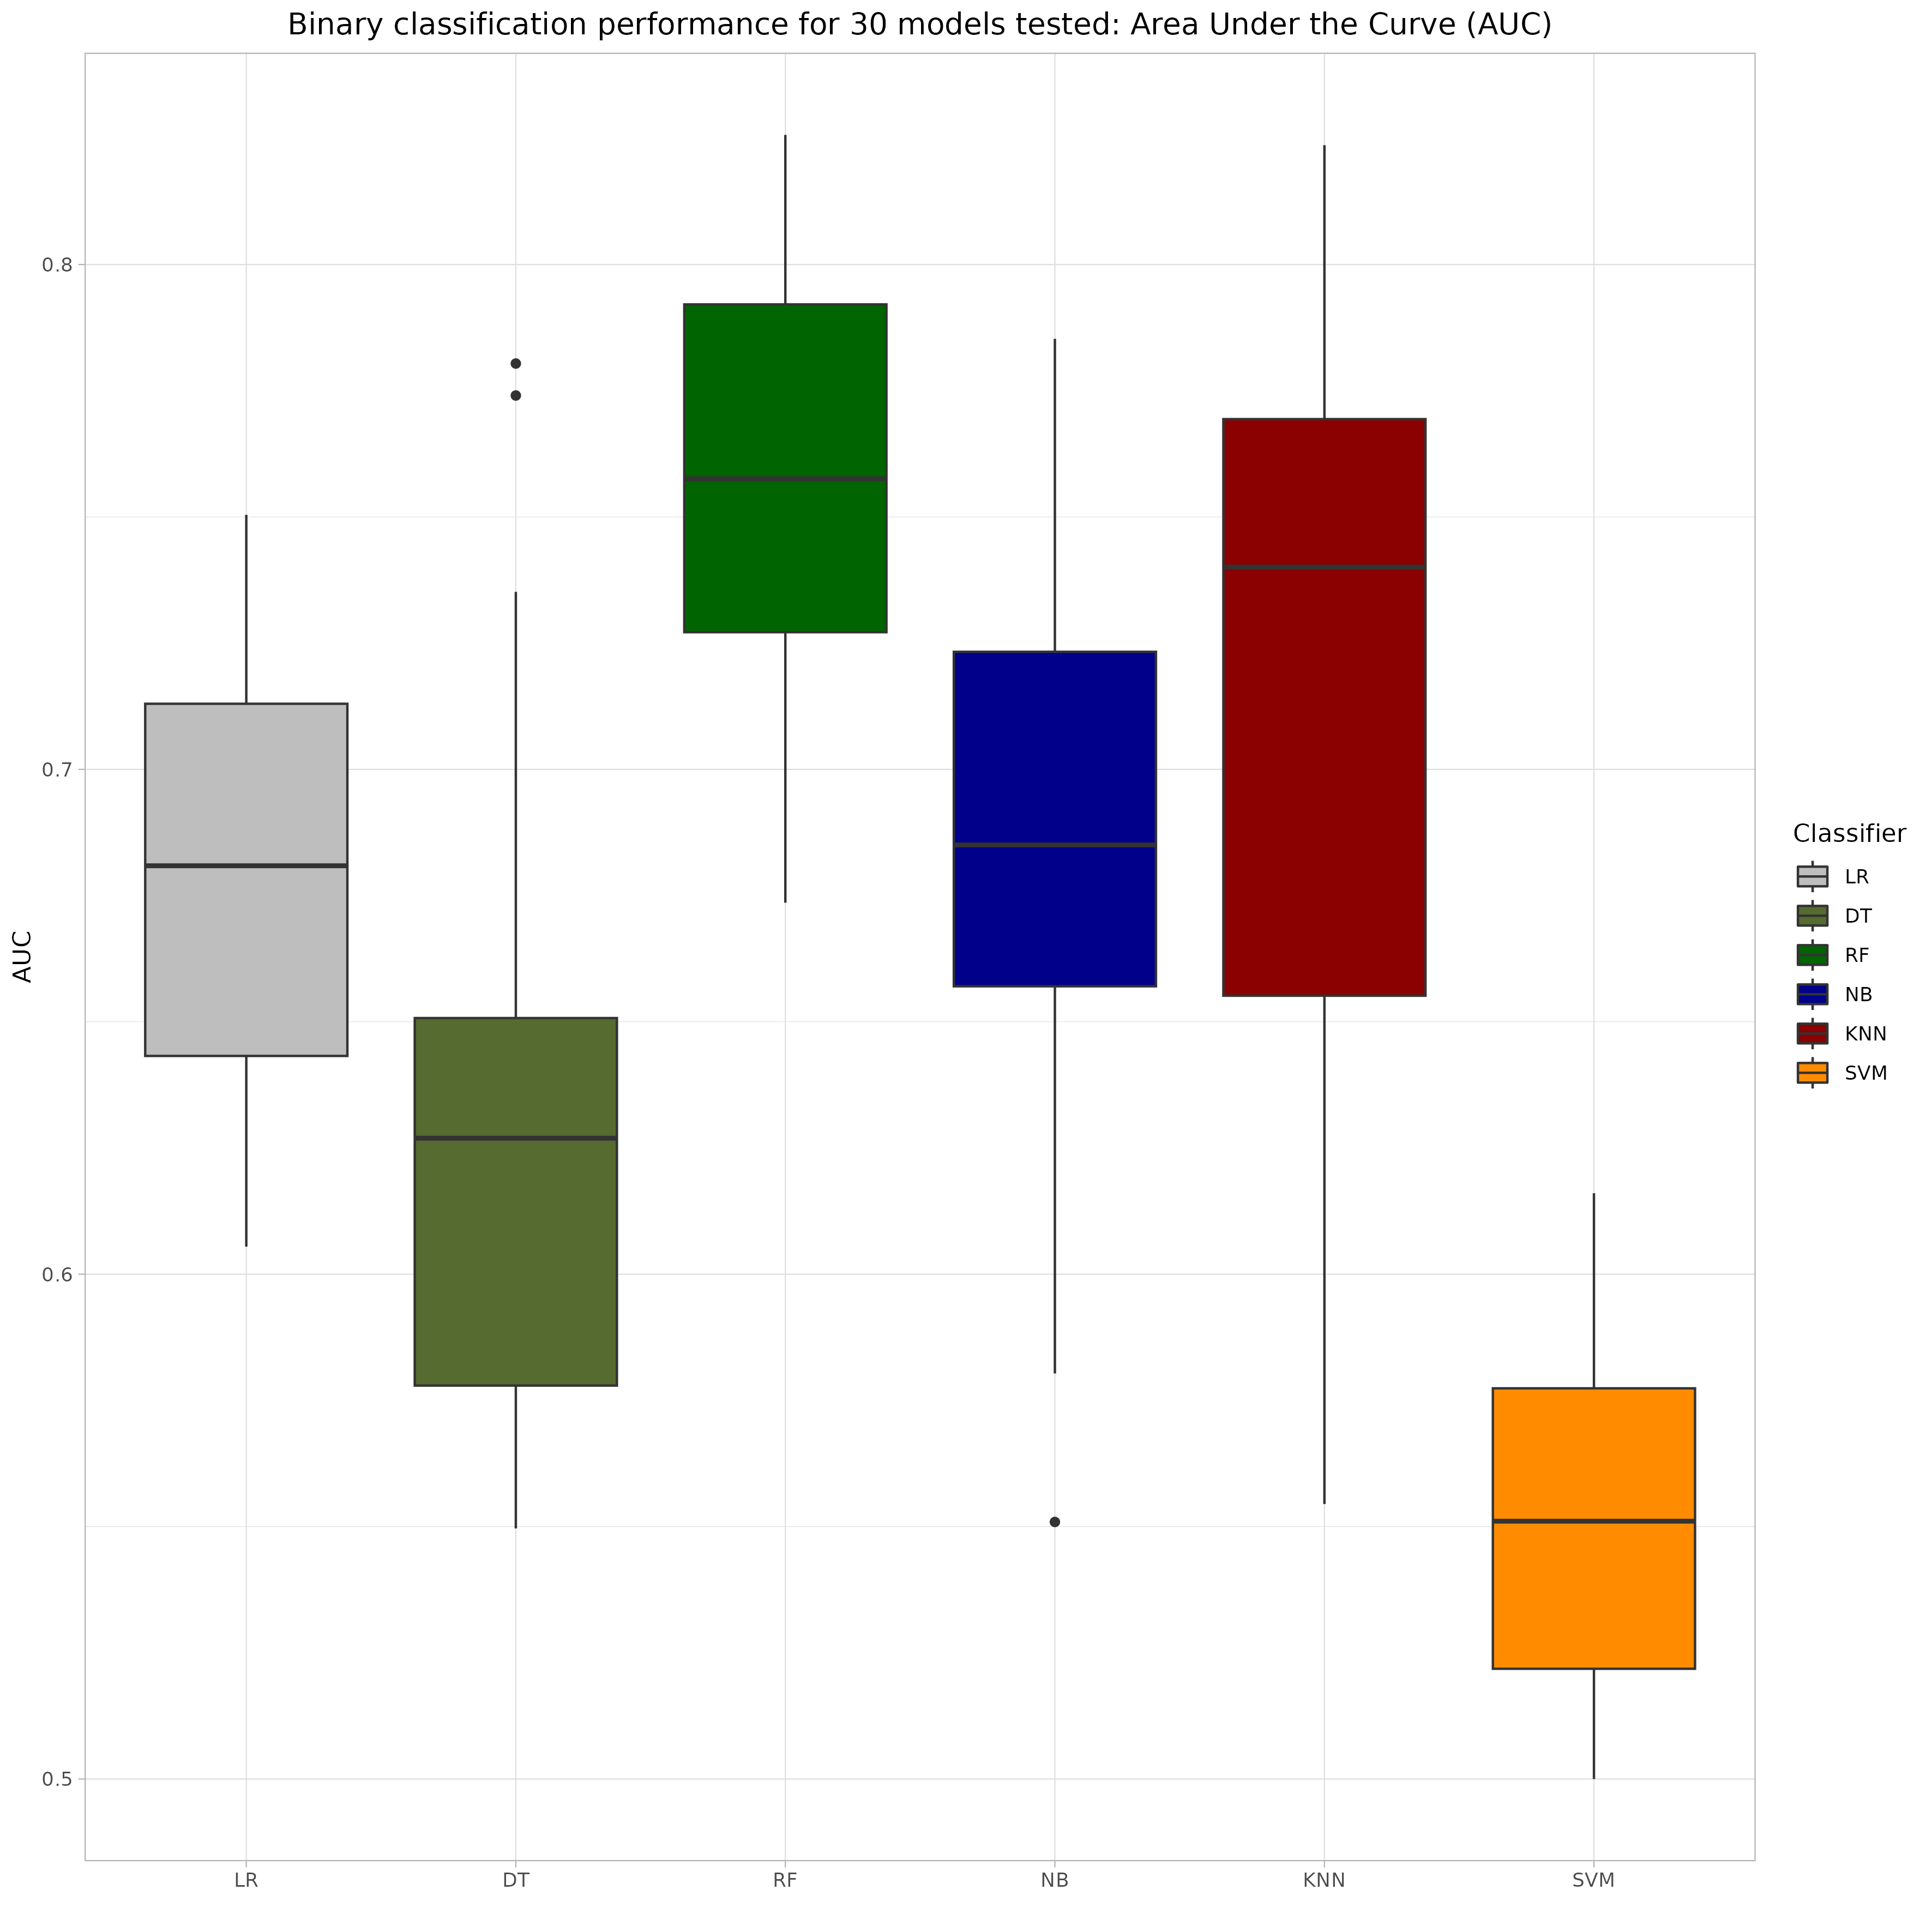 Binary classification performance for 30 models tested: Area Under the Curve (AUC)
AUC
0.8
0.7
0.6
0.5
LR
DT
RF
NB
KNN
SVM
Classifier
LR
DT
RF
NB
KNN
SVM